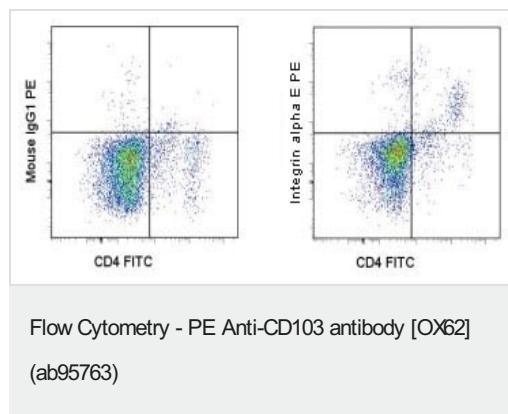 Mouse IgG1 PE
CD4 FITC
Integrin alpha E PE
CD4 FITC
Flow Cytometry - PE Anti-CD103 antibody [OX62]
(ab95763)